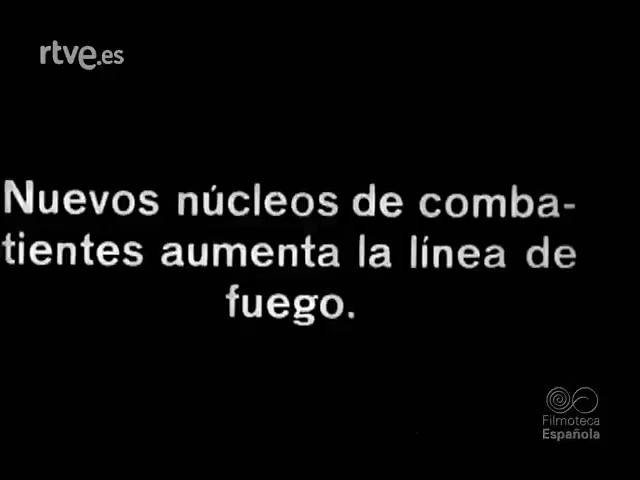 rtve.es
Nuevos núcleos de comba-
tientes aumenta la línea de
fuego.
Filmoteca
Española